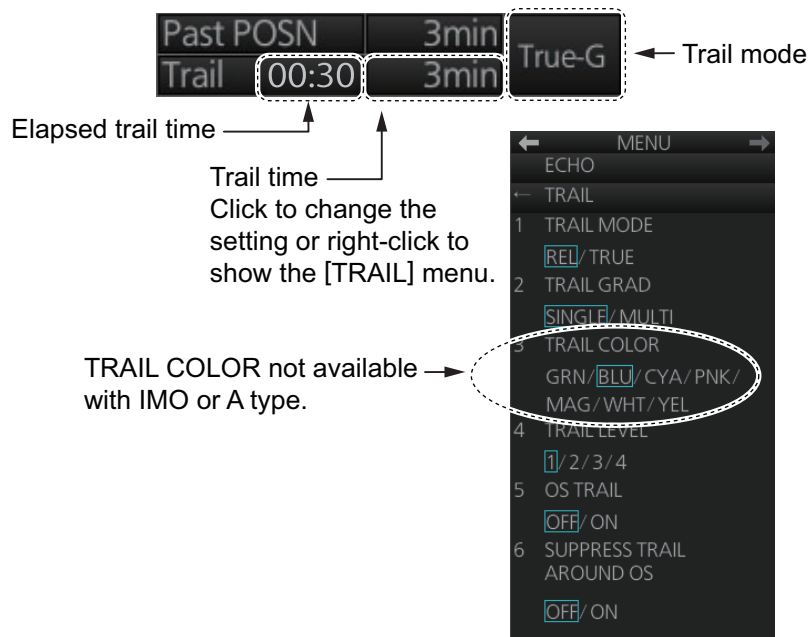 Past POSN 3min
Trail 00:30 3min
True-G
Trail mode
Elapsed trail time
Trail time
Click to change the
setting or right-click to
show the [TRAIL] menu.
TRAIL COLOR not available
with IMO or A type.
← MENU →
ECHO
← TRAIL
1 TRAIL MODE
REL/TRUE
2 TRAIL GRAD
SINGLE/MULTI
3 TRAIL COLOR
GRN/BLU/CYA/PNK/
MAG/WHT/YEL
4 TRAIL LEVEL
1/2/3/4
5 OS TRAIL
OFF/ON
6 SUPPRESS TRAIL
AROUND OS
OFF/ON